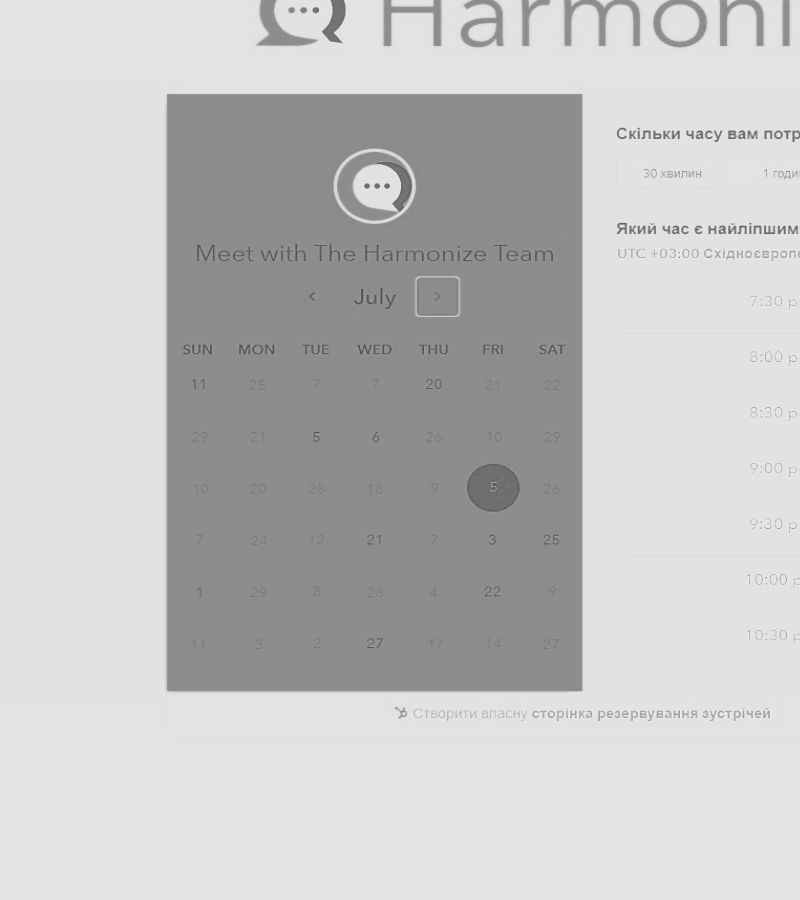 Harmoni
Meet with The Harmonize Team
July
SUN MON TUE WED THU FRI SAT
11 25 7 7 20 21 22
29 21 5 6 26 10 29
10 20 28 18 9 5 26
7 24 12 21 7 3 25
1 29 8 28 4 22 9
11 3 2 27 17 14 27
Скільки часу вам потр
30 хвилин 1 годи
Який час є найліпшим
UTC +03:00 Східноєвроп
7:30 p
8:00 p
8:30 p
9:00 p
9:30 p
10:00 p
10:30 p
Створити власну сторінка резервування зустрічей